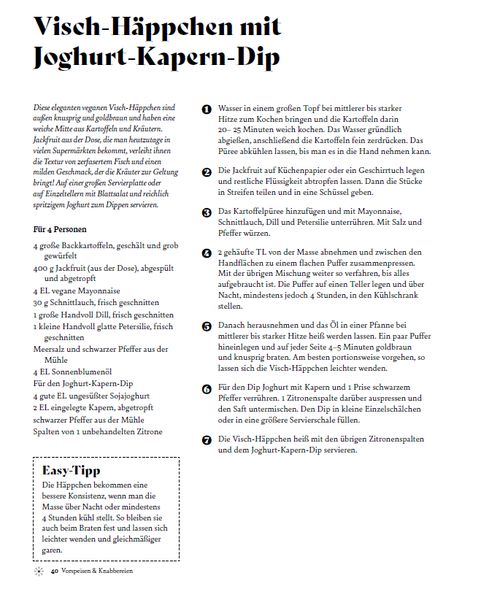 Visch-Häppchen mit
Joghurt-Kapern-Dip
Diese eleganten veganen Visch-Häppchen sind
außen knusprig und goldbraun und haben eine
weiche Mitte aus Kartoffeln und Kräutern.
Jackfruit aus der Dose, die man heutzutage in
vielen Supermärkten bekommt, verleiht ihnen
die Textur von zerfasertem Fisch und einen
milden Geschmack, der die Kräuter zur Geltung
bringt! Auf einer großen Servierplatte oder
auf Einzeltellern mit Blattsalat und reichlich
spritzigem Joghurt zum Dippen servieren.
Für 4 Personen
4 große Backkartoffeln, geschält und grob
gewürfelt
400 g Jackfruit (aus der Dose), abgespült
und abgetropft
4 EL vegane Mayonnaise
30 g Schnittlauch, frisch geschnitten
1 große Handvoll Dill, frisch geschnitten
1 kleine Handvoll glatte Petersilie, frisch
geschnitten
Meersalz und schwarzer Pfeffer aus der
Mühle
4 EL Sonnenblumenöl
Für den Joghurt-Kapern-Dip
4 gute EL ungesüßter Sojajoghurt
2 EL eingelegte Kapern, abgetropft
schwarzer Pfeffer aus der Mühle
Spalten von 1 unbehandelten Zitrone
Easy-Tipp
Die Häppchen bekommen eine
bessere Konsistenz, wenn man die
Masse über Nacht oder mindestens
4 Stunden kühl stellt. So bleiben sie
auch beim Braten fest und lassen sich
leichter wenden und gleichmäßiger
garen.
1 Wasser in einem großen Topf bei mittlerer bis starker
Hitze zum Kochen bringen und die Kartoffeln darin
20–25 Minuten weich kochen. Das Wasser gründlich
abgießen, anschließend die Kartoffeln fein zerdrücken. Das
Püree abkühlen lassen, bis man es in die Hand nehmen kann.
2 Die Jackfruit auf Küchenpapier oder ein Geschirrtuch legen
und restliche Flüssigkeit abtropfen lassen. Dann die Stücke
in Streifen teilen und in eine Schüssel geben.
3 Das Kartoffelpüree hinzufügen und mit Mayonnaise,
Schnittlauch, Dill und Petersilie unterrühren. Mit Salz und
Pfeffer würzen.
4 2 gehäufte TL von der Masse abnehmen und zwischen den
Handflächen zu einem flachen Puffer zusammenpressen.
Mit der übrigen Mischung weiter so verfahren, bis alles
aufgebraucht ist. Die Puffer auf einen Teller legen und über
Nacht, mindestens jedoch 4 Stunden, in den Kühlschrank
stellen.
5 Danach herausnehmen und das Öl in einer Pfanne bei
mittlerer bis starker Hitze heiß werden lassen. Ein paar Puffer
hineinlegen und auf jeder Seite 4–5 Minuten goldbraun
und knusprig braten. Am besten portionsweise vorgehen, so
lassen sich die Visch-Häppchen leichter wenden.
6 Für den Dip Joghurt mit Kapern und 1 Prise schwarzem
Pfeffer verrühren. 1 Zitronenspalte darüber auspressen und
den Saft untermischen. Den Dip in kleine Einzelschälchen
oder in eine größere Servierschale füllen.
7 Die Visch-Häppchen heiß mit den übrigen Zitronenspalten
und dem Joghurt-Kapern-Dip servieren.
40 Vorspeisen & Knabbereien